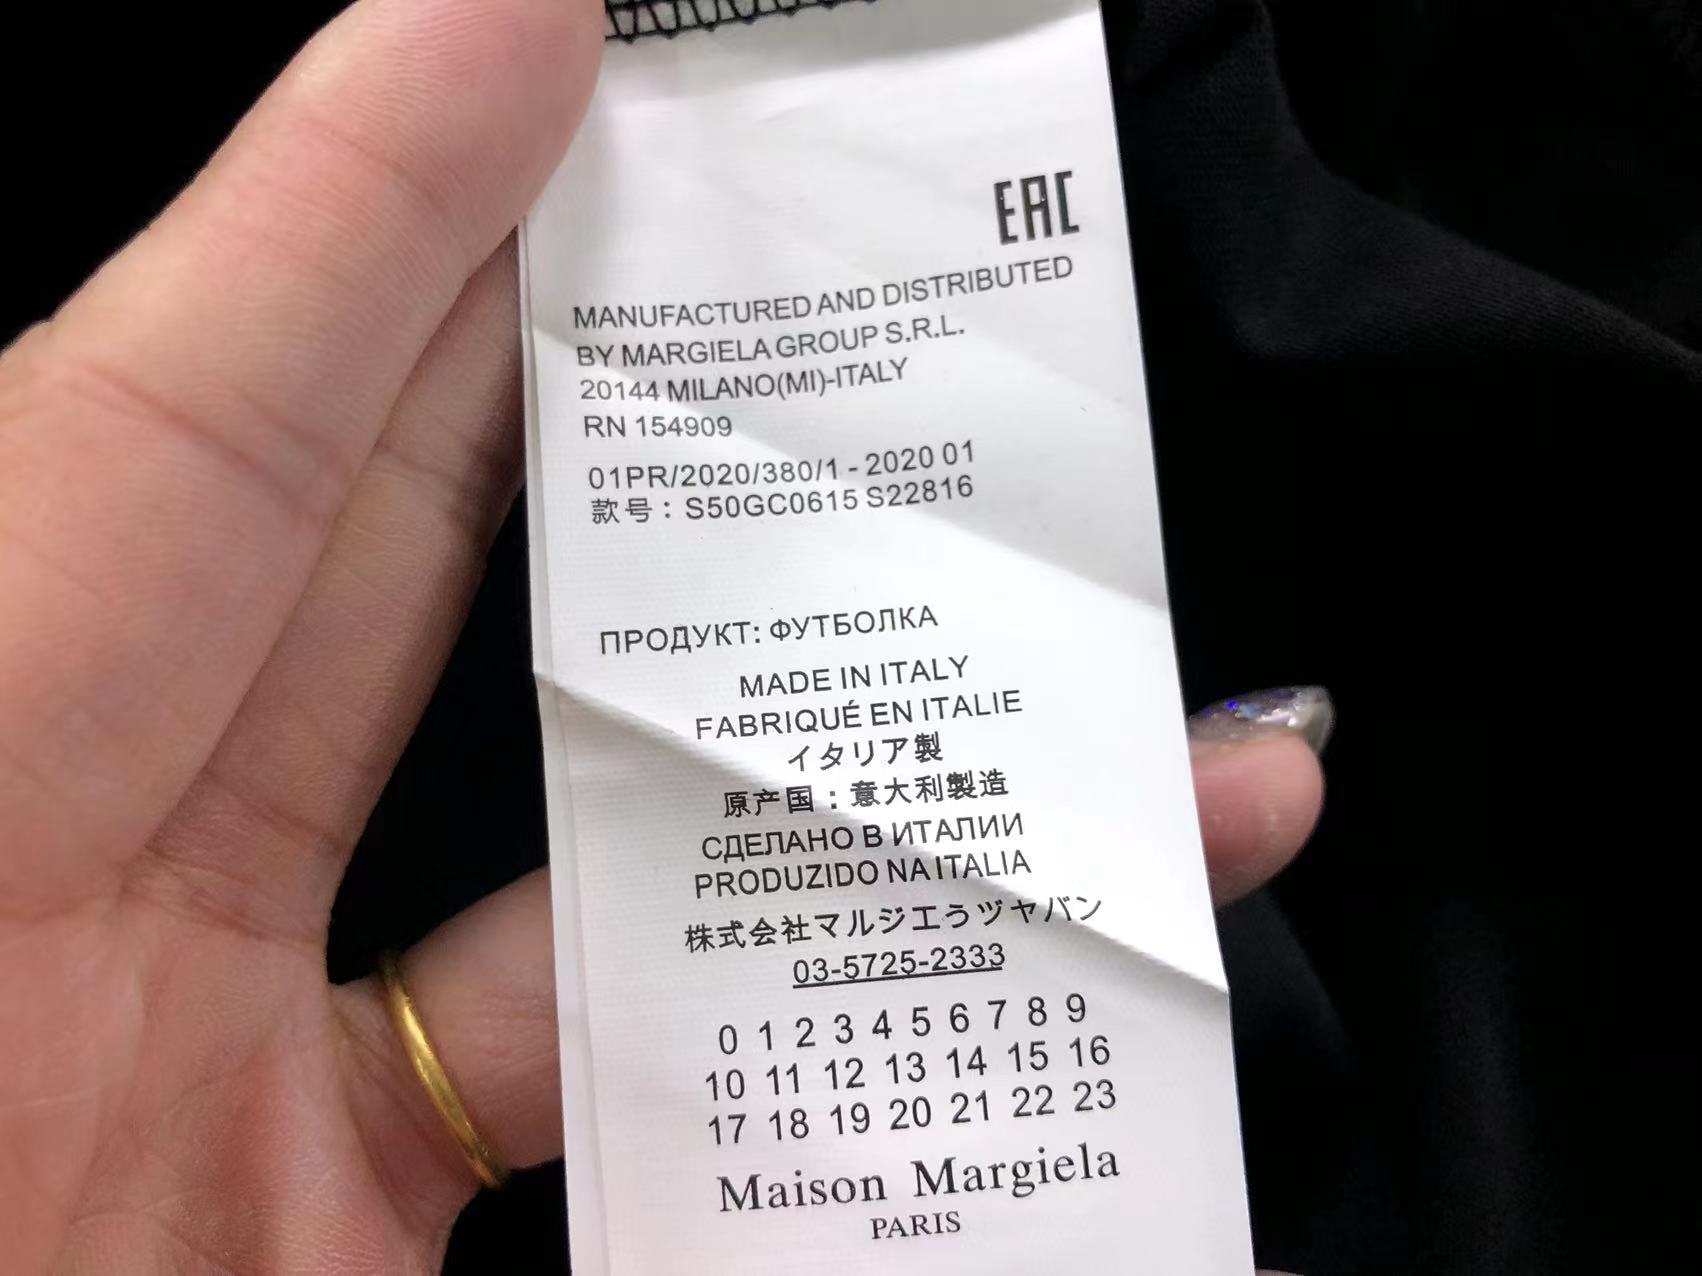 EAC
MANUFACTURED AND DISTRIBUTED
BY MARGIELA GROUP S.R.L.
20144 MILANO(MI)-ITALY
RN 154909
01PR/2020/380/1 - 2020 01
款号：S50GC0615 S22816
ПРОДУКТ: ФУТБОЛКА
MADE IN ITALY
FABRIQUÉ EN ITALIE
イタリア製
原产国：意大利製造
СДЕЛАНО В ИТАЛИИ
PRODUZIDO NA ITALIA
株式会社マルジエうツヤバン
03-5725-2333
0 1 2 3 4 5 6 7 8 9
10 11 12 13 14 15 16
17 18 19 20 21 22 23
Maison Margiela
PARIS